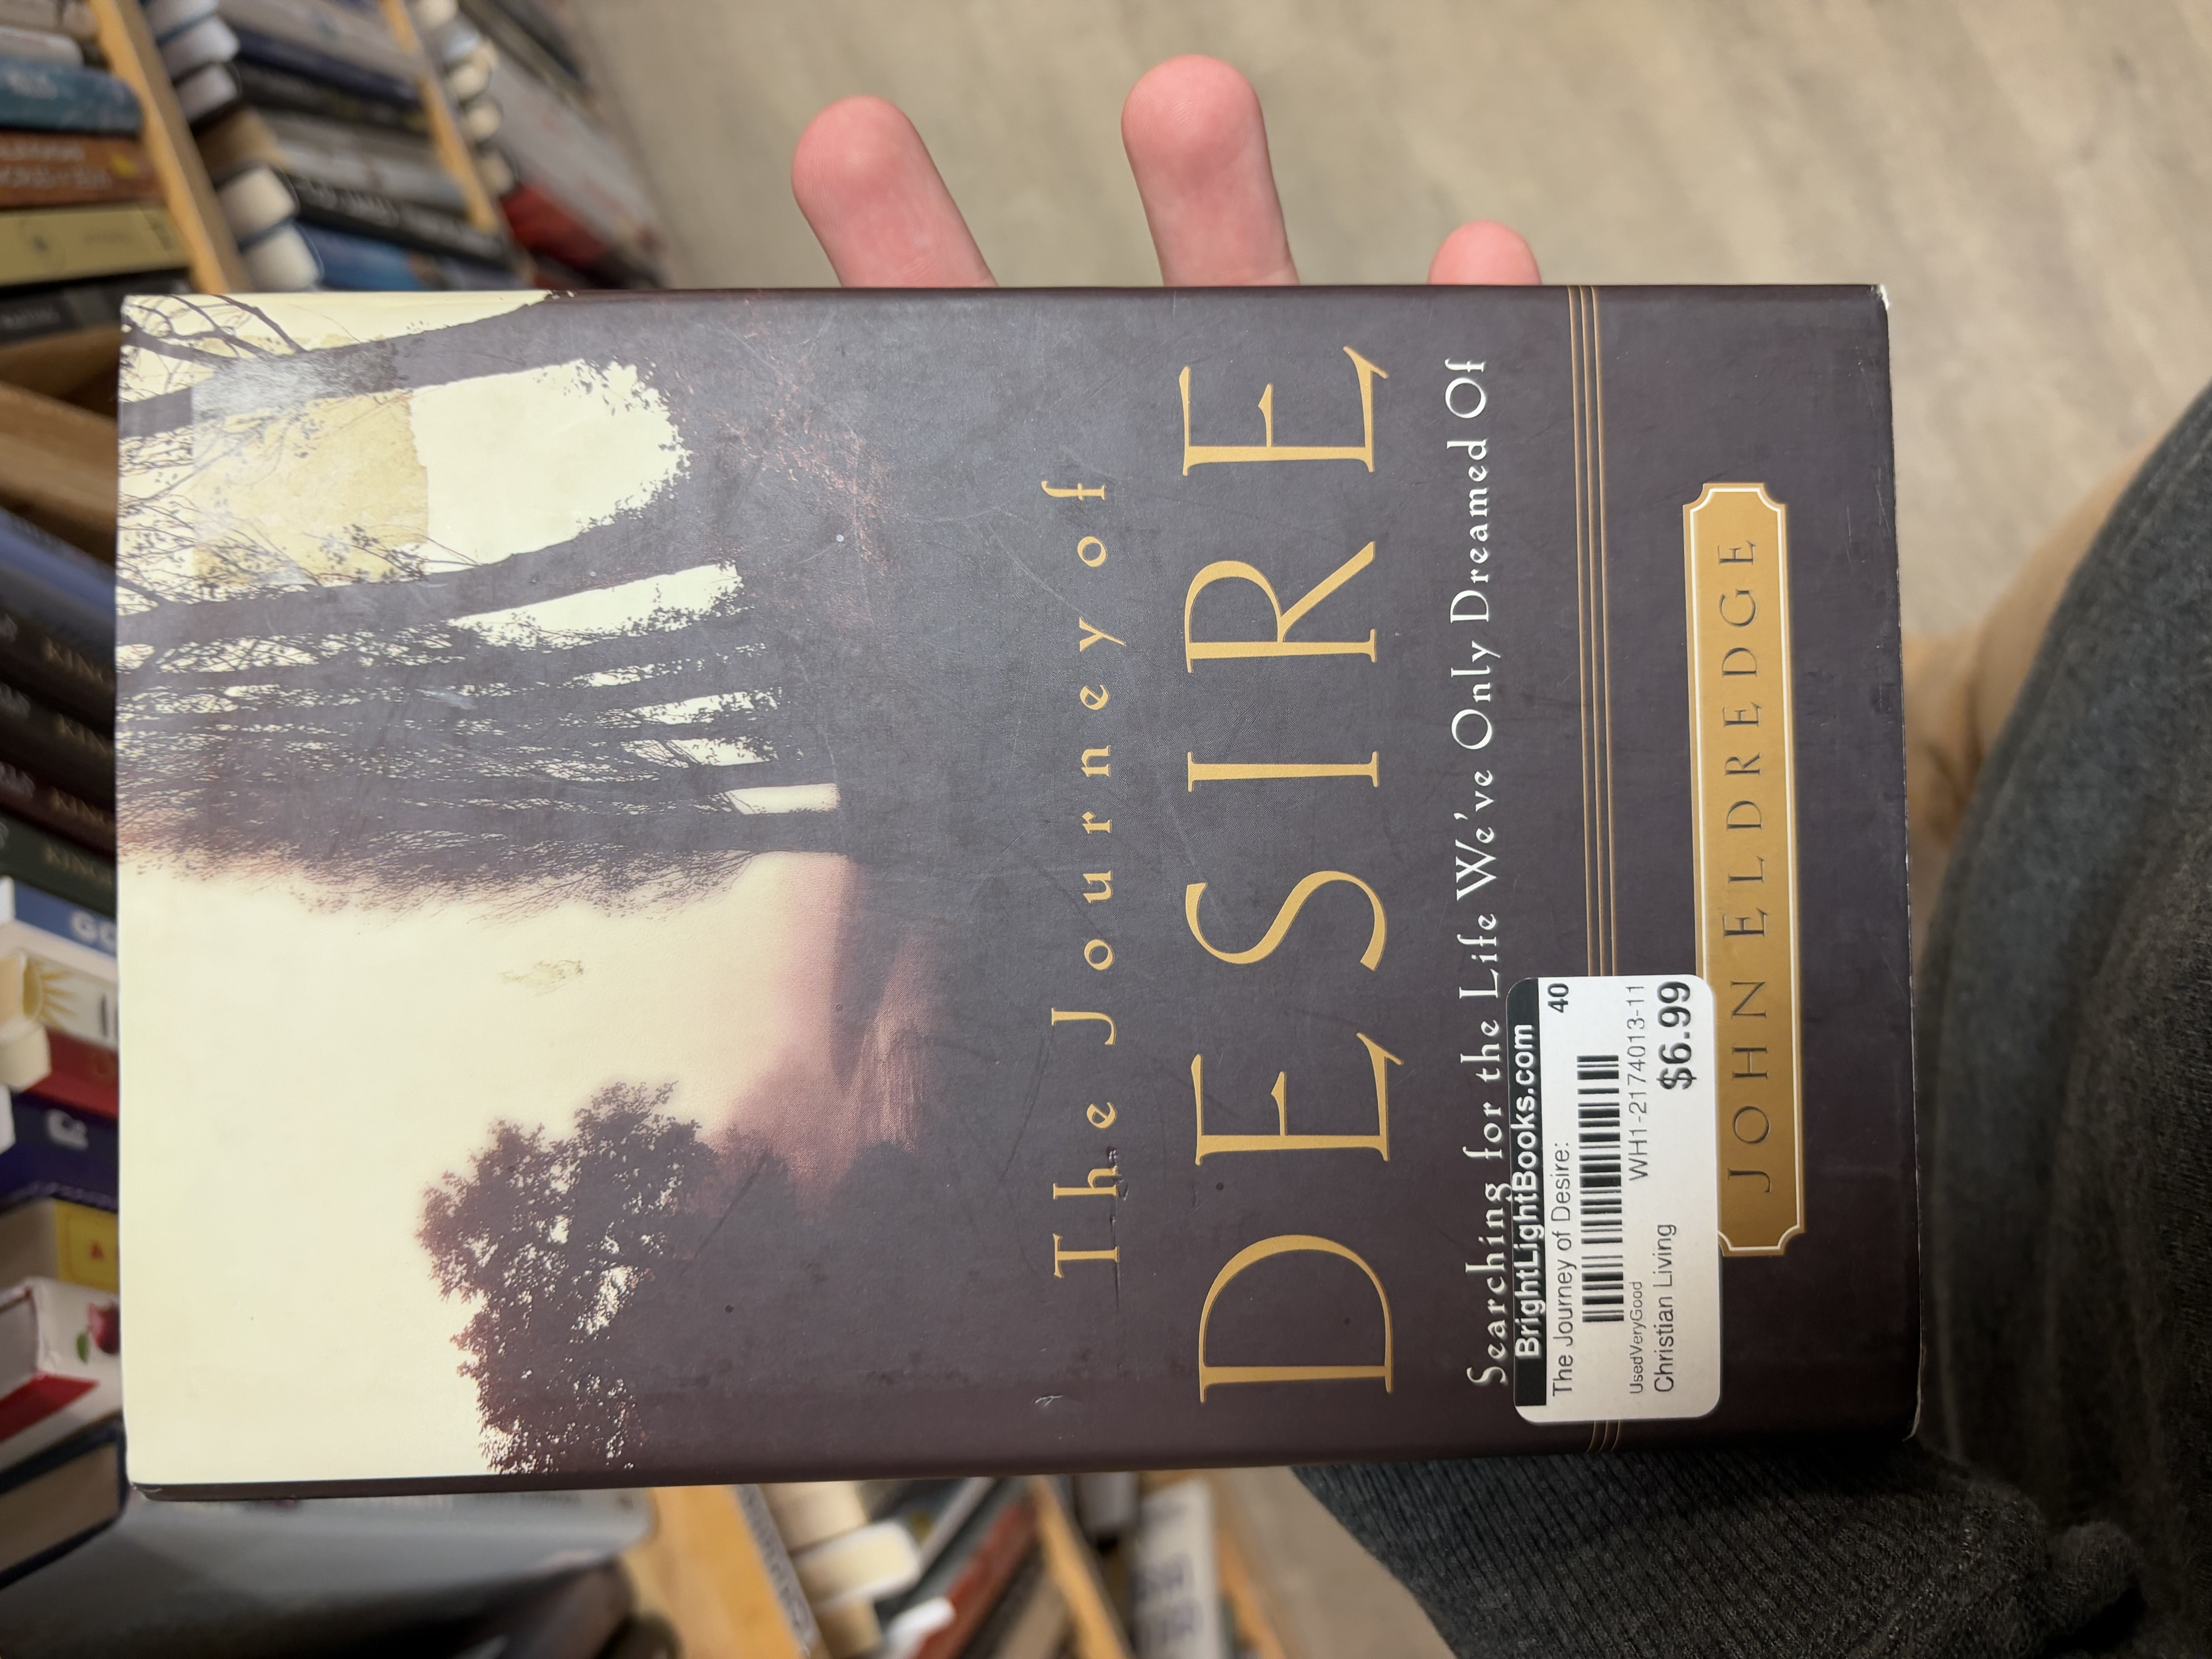 The Journey of
DESIRE
Searching for the Life We've Only Dreamed Of
JOHN ELDREDGE
BrightLightBooks.com
The Journey of Desire:
40
UsedVeryGood
WH1-2174013-11
Christian Living
$6.99